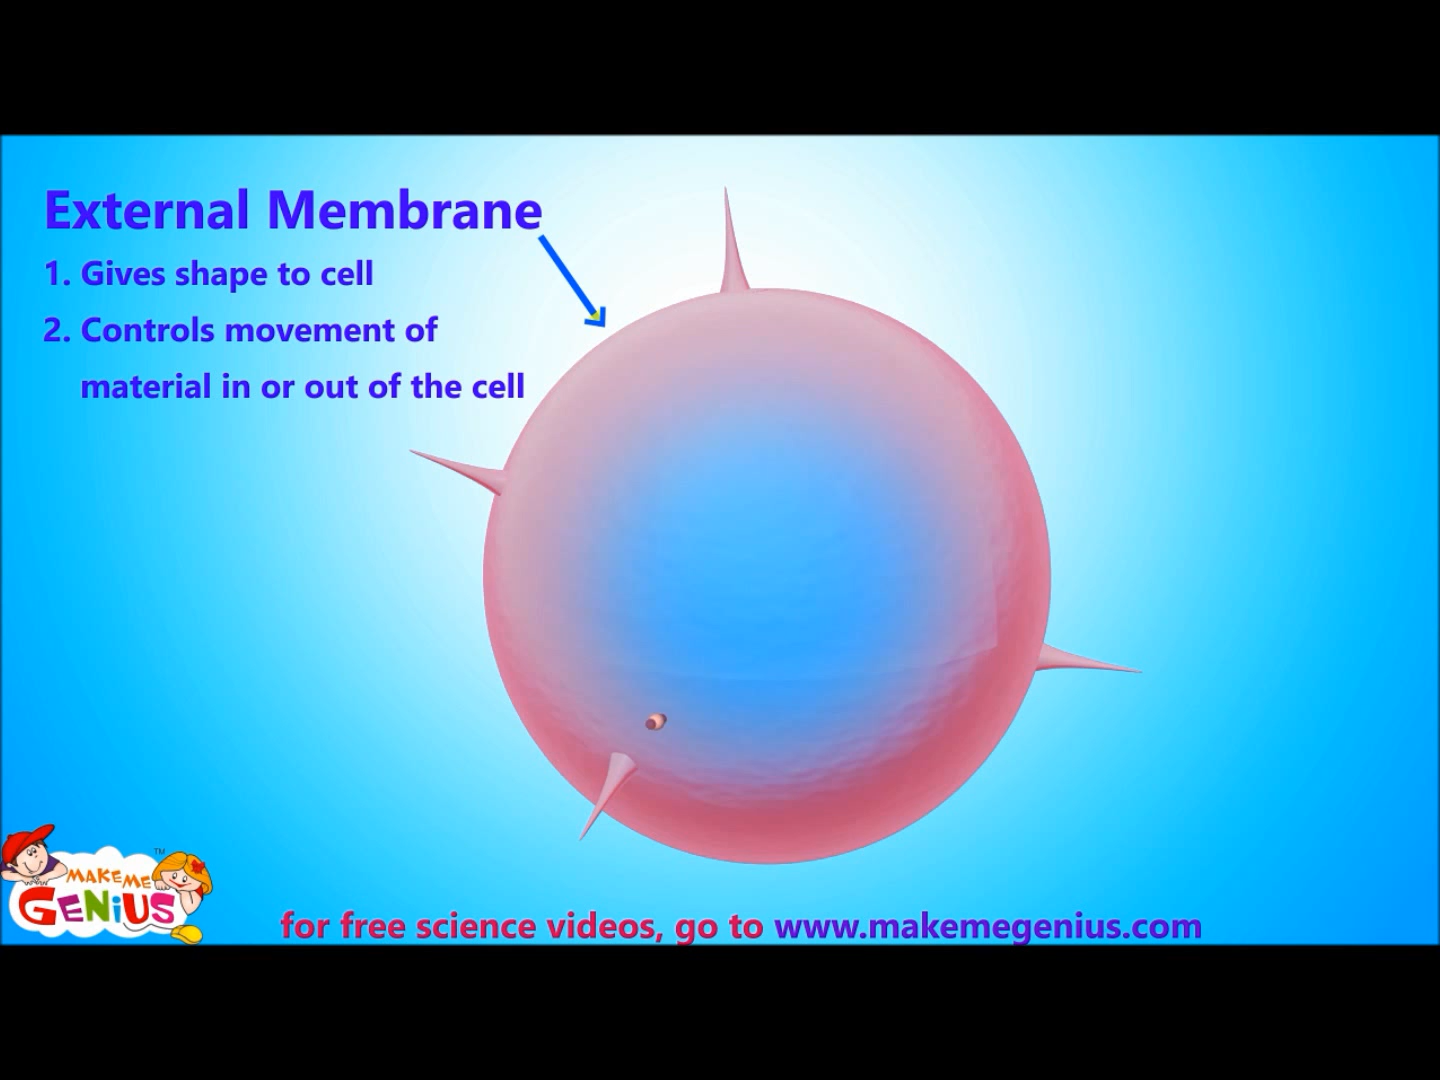 External Membrane
1. Gives shape to cell
2. Controls movement of
material in or out of the cell
TM
MAKE ME
GENiUS
for free science videos, go to www.makemegenius.com